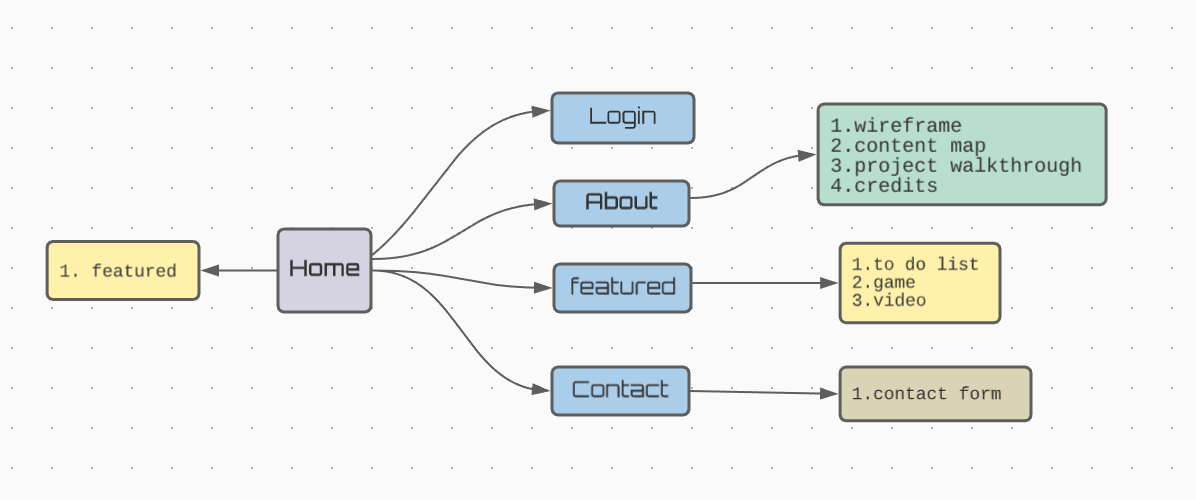 Login
1.wireframe
2.content map
3.project walkthrough
4.credits
About
1. featured
Home
featured
1.to do list
2.game
3.video
Contact
1.contact form